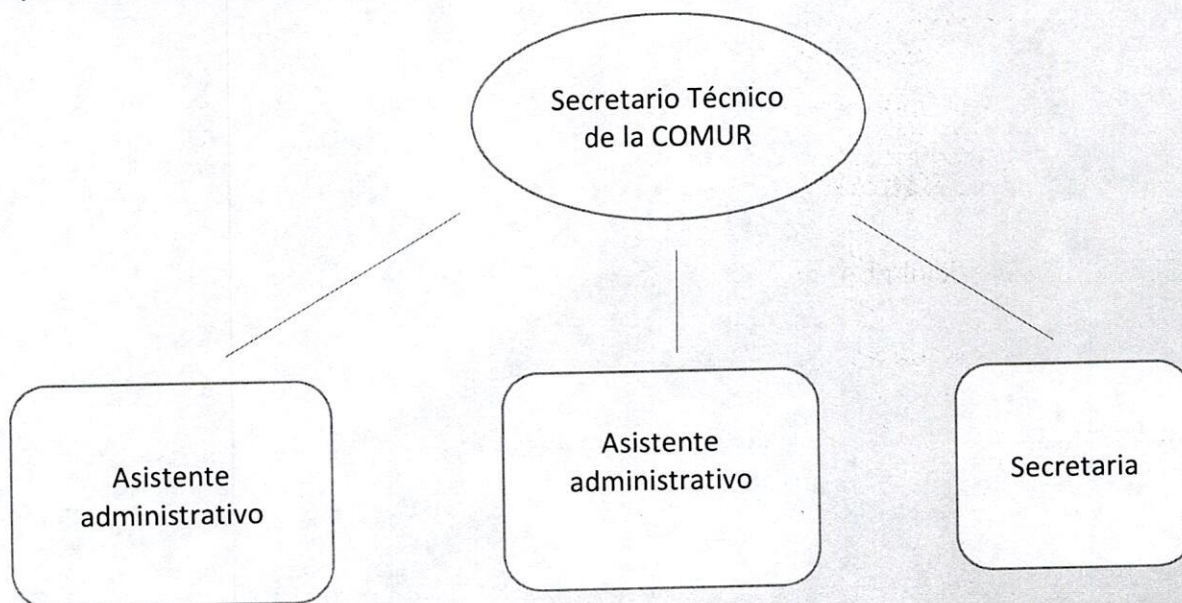 Secretario Técnico
de la COMUR
Asistente
administrativo
Asistente
administrativo
Secretaria